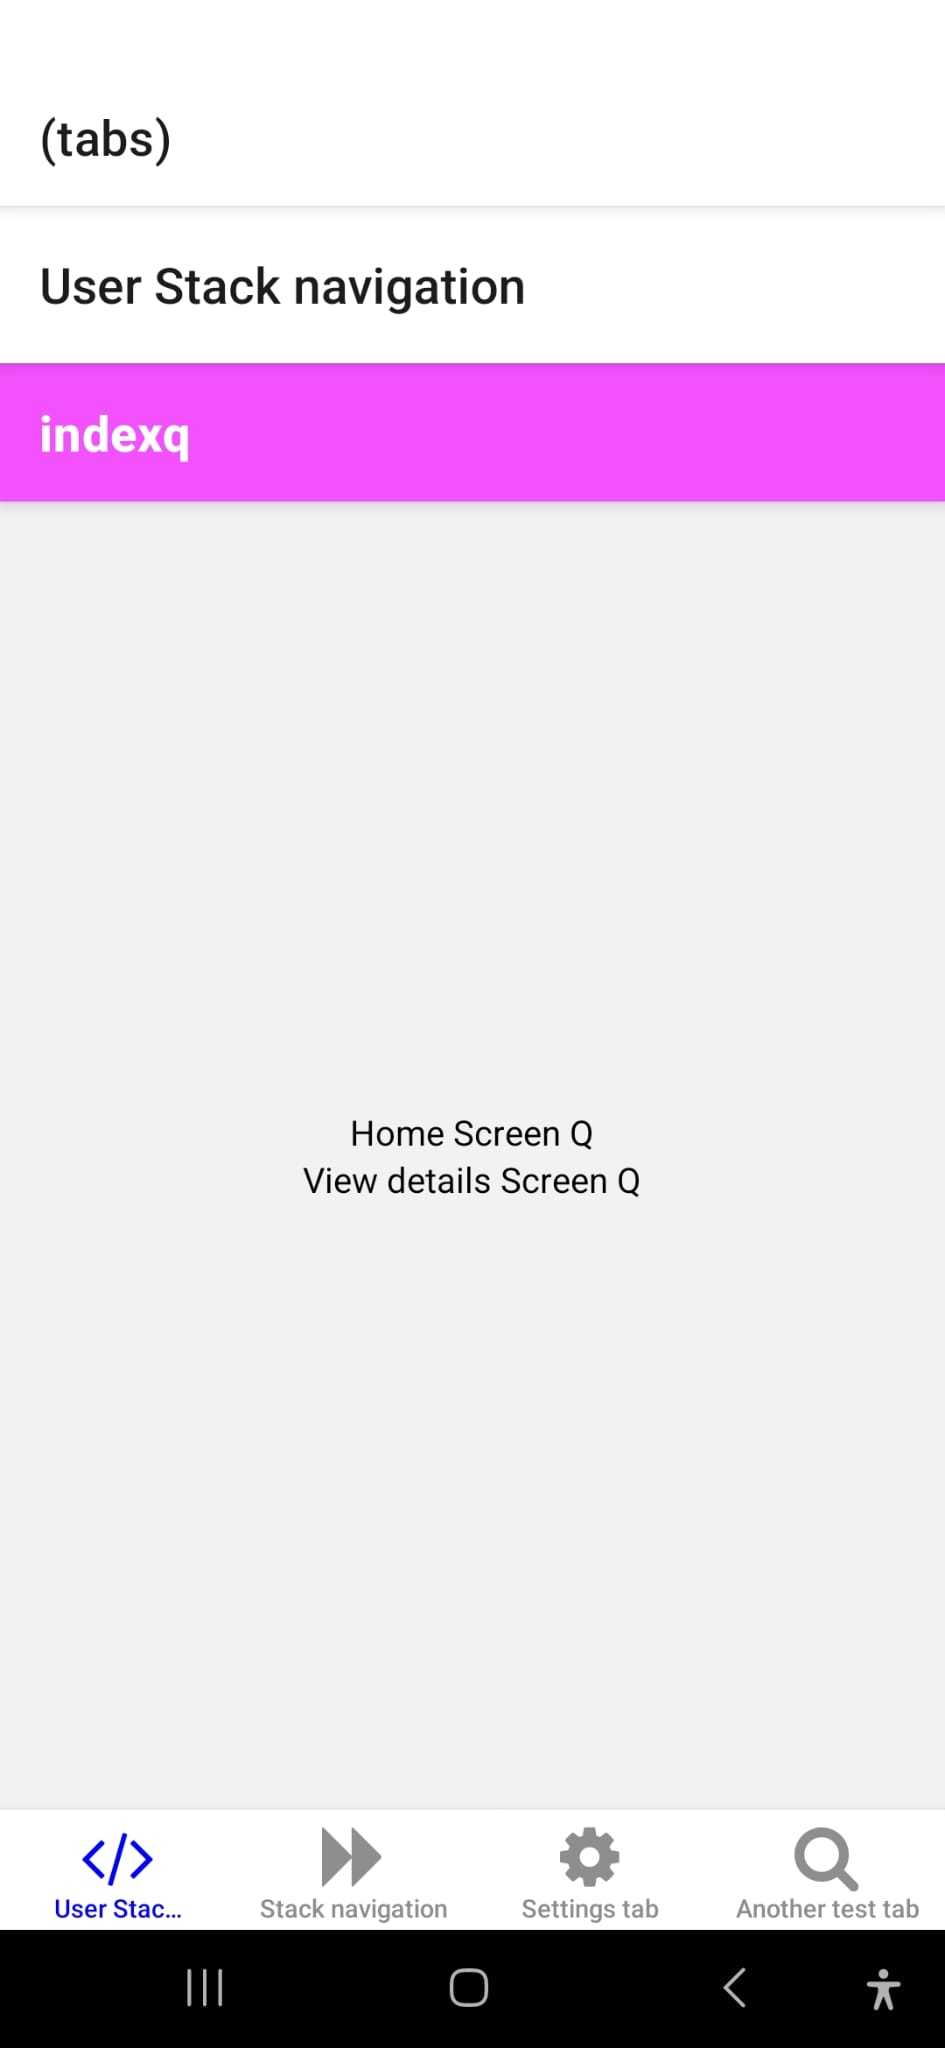 (tabs)
User Stack navigation
indexq
Home Screen Q
View details Screen Q
User Stac...
Stack navigation
Settings tab
Another test tab